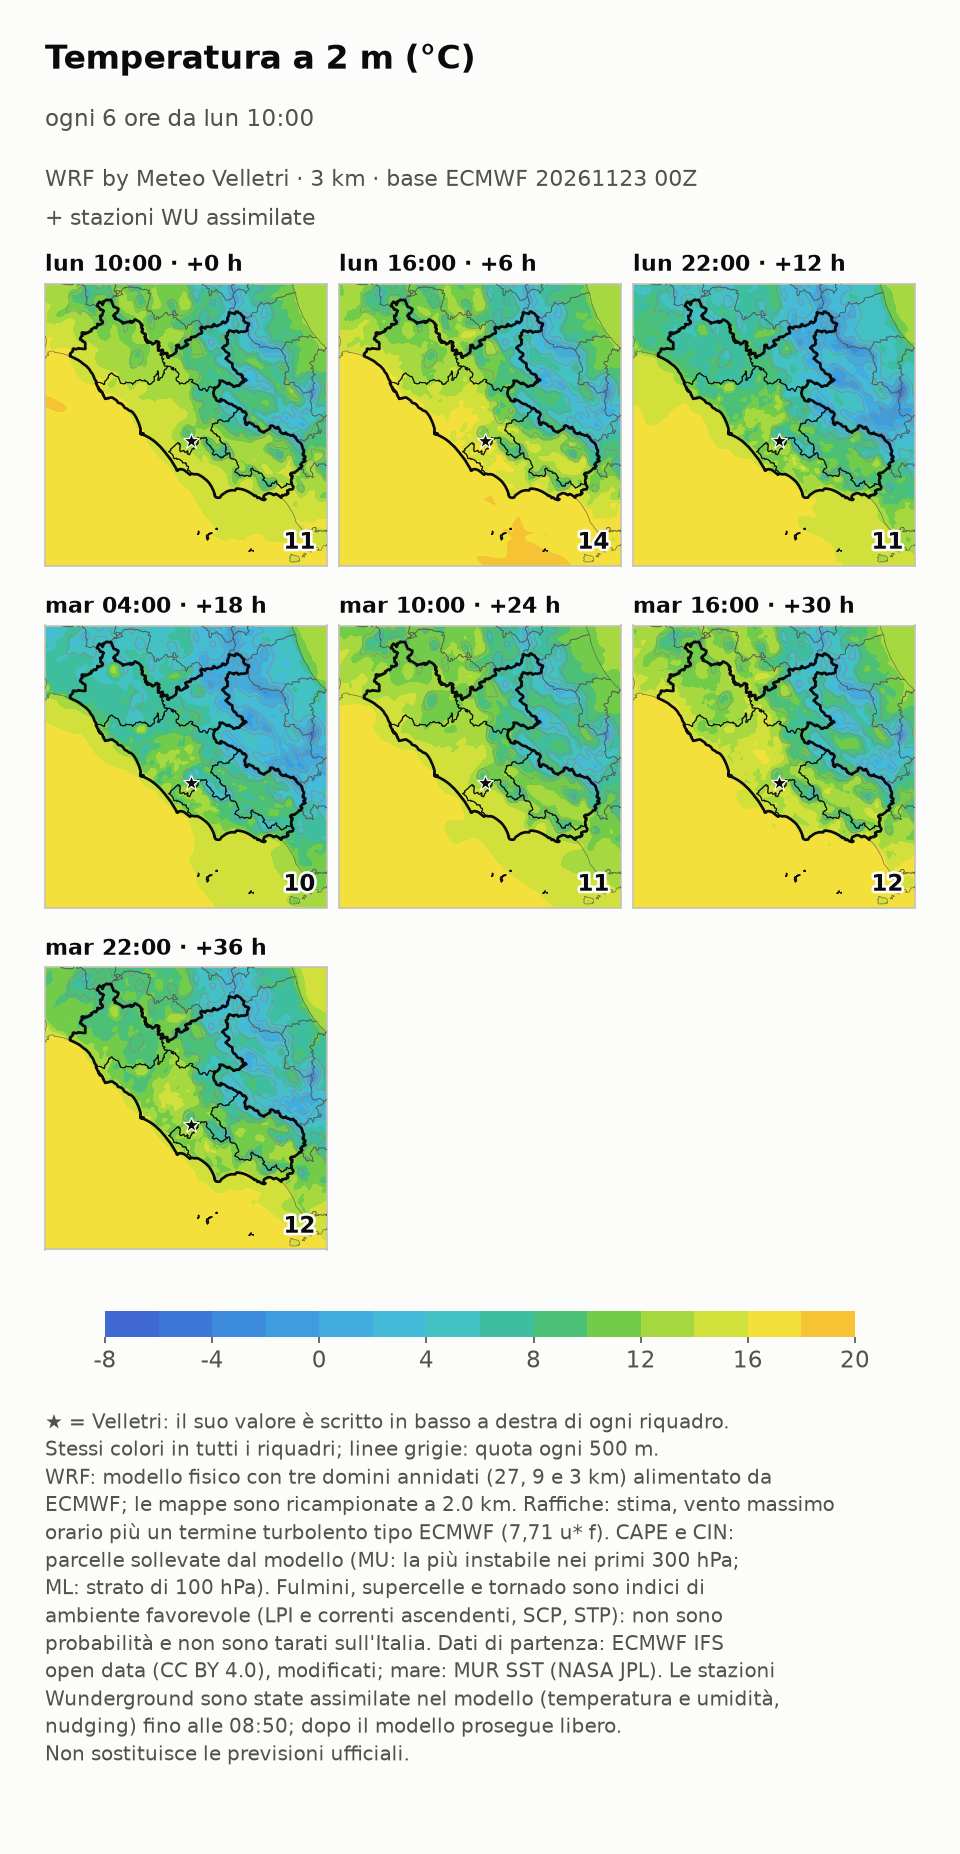 Temperatura a 2 m (°C)
ogni 6 ore da lun 10:00
WRF by Meteo Velletri · 3 km · base ECMWF 20261123 00Z
+ stazioni WU assimilate
lun 10:00 · +0 h
lun 16:00 · +6 h
lun 22:00 · +12 h
11
14
11
mar 04:00 · +18 h
mar 10:00 · +24 h
mar 16:00 · +30 h
10
11
12
mar 22:00 · +36 h
12
-8 -4 0 4 8 12 16 20
★ = Velletri: il suo valore è scritto in basso a destra di ogni riquadro.
Stessi colori in tutti i riquadri; linee grigie: quota ogni 500 m.
WRF: modello fisico con tre domini annidati (27, 9 e 3 km) alimentato da
ECMWF; le mappe sono ricampionate a 2.0 km. Raffiche: stima, vento massimo
orario più un termine turbolento tipo ECMWF (7,71 u* f). CAPE e CIN:
parcelle sollevate dal modello (MU: la più instabile nei primi 300 hPa;
ML: strato di 100 hPa). Fulmini, supercelle e tornado sono indici di
ambiente favorevole (LPI e correnti ascendenti, SCP, STP): non sono
probabilità e non sono tarati sull'Italia. Dati di partenza: ECMWF IFS
open data (CC BY 4.0), modificati; mare: MUR SST (NASA JPL). Le stazioni
Wunderground sono state assimilate nel modello (temperatura e umidità,
nudging) fino alle 08:50; dopo il modello prosegue libero.
Non sostituisce le previsioni ufficiali.